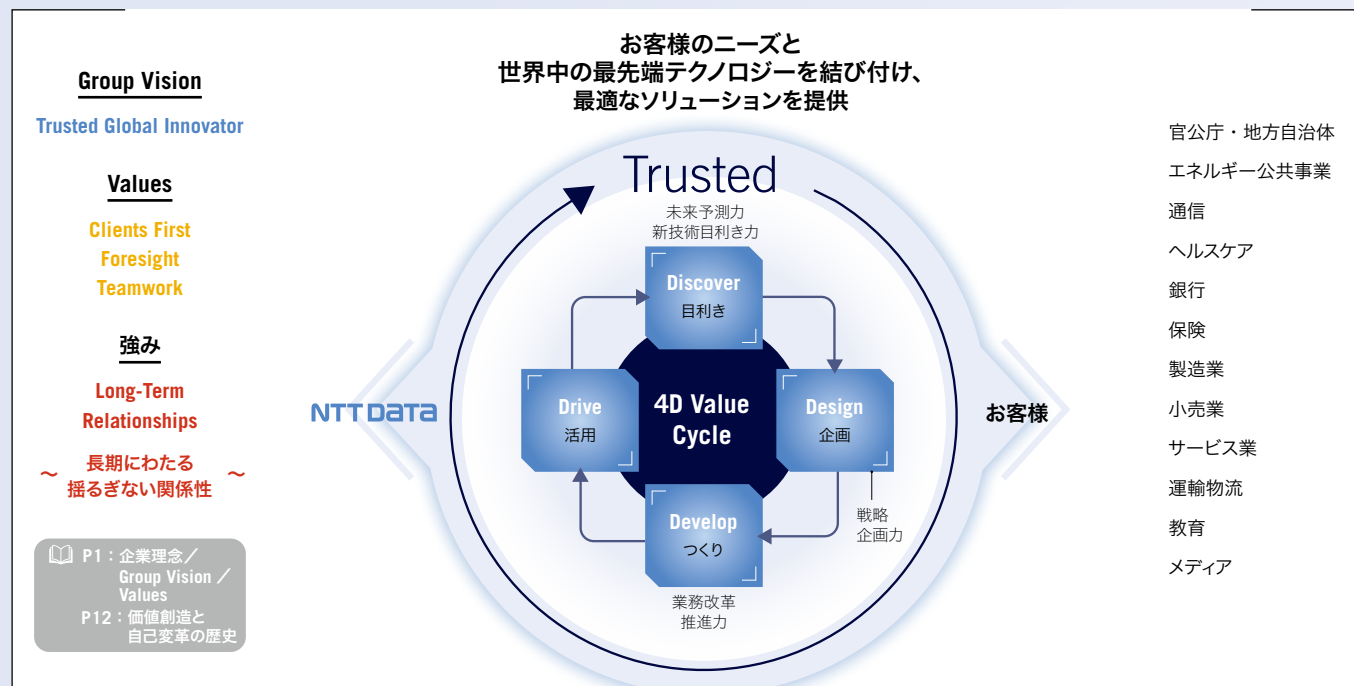 Group Vision
Trusted Global Innovator
Values
Clients First
Foresight
Teamwork
強み
Long-Term
Relationships
～ 長期にわたる ～
揺るぎない関係性
P1：企業理念／
Group Vision／
Values
P12：価値創造と
自己変革の歴史
お客様のニーズと
世界中の最先端テクノロジーを結び付け、
最適なソリューションを提供
Trusted
未来予測力
新技術目利き力
Discover
目利き
NTT DATA
Drive
活用
4D Value
Cycle
Design
企画
お客様
戦略
企画力
Develop
つくり
業務改革
推進力
官公庁・地方自治体
エネルギー公共事業
通信
ヘルスケア
銀行
保険
製造業
小売業
サービス業
運輸物流
教育
メディア